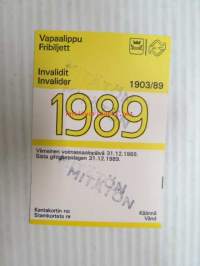 Vapaalippu
Fribiljett
Invalidit
Invalider 1903/89
1989
MITÄTÖN
Viimeinen voimassaolopäivä 31.12.1989.
Sista giltighetsdagen 31.12.1989.
MITÄTÖN
Kantakortin no
Stamkortets nr
Käännä
Vänd